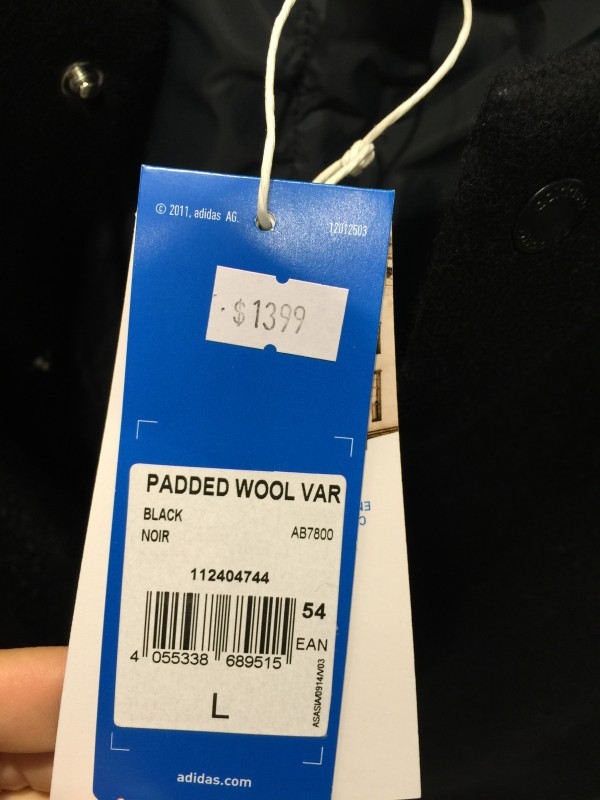 © 2011, adidas AG.
12012503
$1399
PADDED WOOL VAR
BLACK
NOIR
AB7800
112404744
54
EAN
4 055338 689515
L
ASASIA/0914/V03
adidas.com